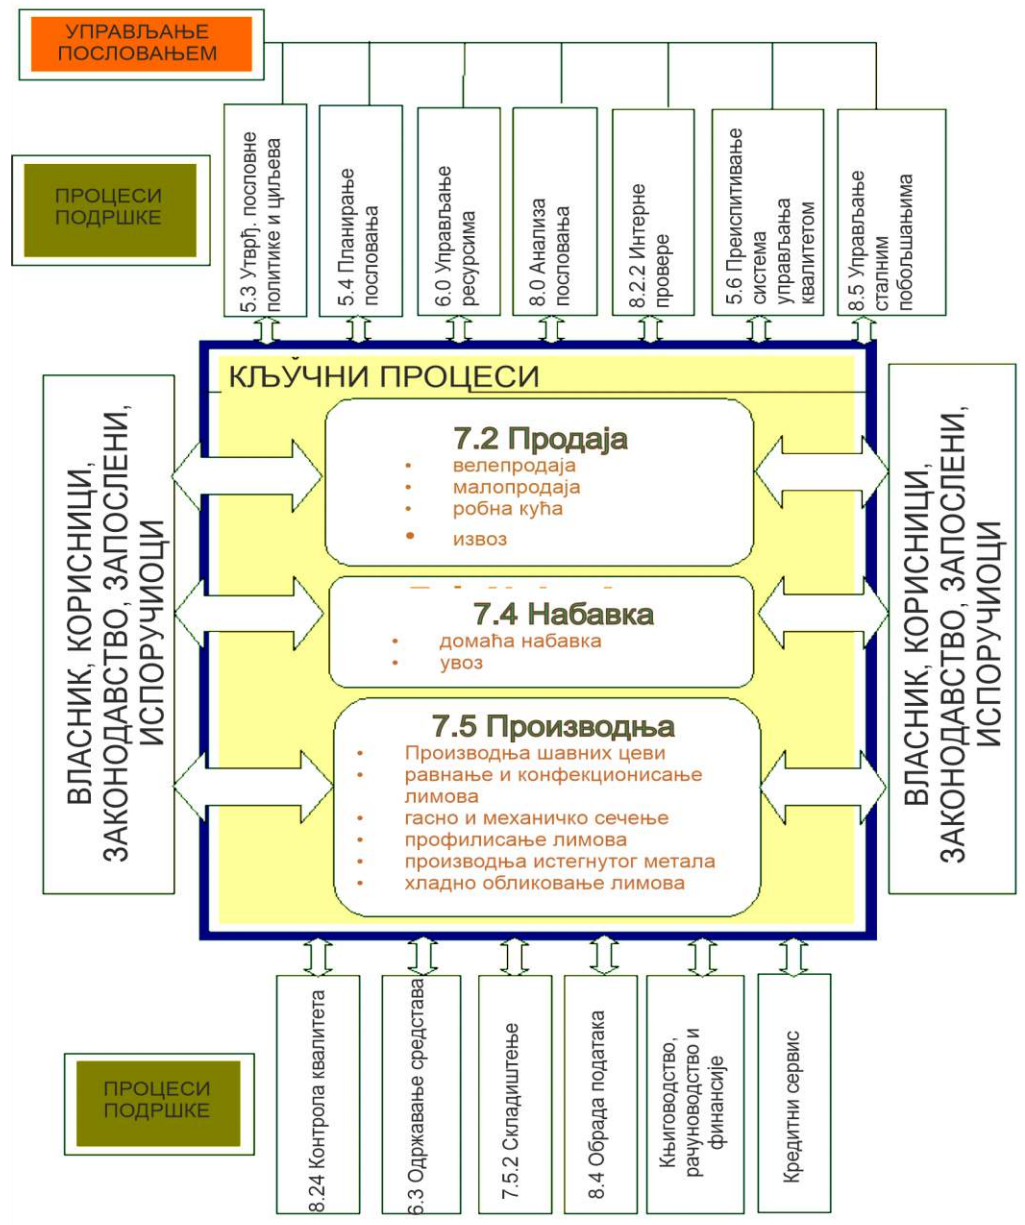 УПРАВЉАЊЕ
ПОСЛОВАЊЕМ
ПРОЦЕСИ
ПОДРШКЕ
5.3 Утврђ. пословне
политике и циљева
5.4 Планирање
пословања
6.0 Управљање
ресурсима
8.0 Анализа
пословања
8.2.2 Интерне
провере
5.6 Преиспитивање
система
управљања
квалитетом
8.5 Управљање
сталним
побољшањима
КЉУЧНИ ПРОЦЕСИ
ВЛАСНИК, КОРИСНИЦИ,
ЗАКОНОДАВСТВО, ЗАПОСЛЕНИ,
ИСПОРУЧИОЦИ
7.2 Продаја
• велепродаја
• малопродаја
• робна кућа
• извоз
7.4 Набавка
• домаћа набавка
• увоз
7.5 Производња
• Производња шавних цеви
• равнање и конфекционисање
лимова
• гасно и механичко сечење
• профилисање лимова
• производња истегнутог метала
• хладно обликовање лимова
ВЛАСНИК, КОРИСНИЦИ,
ЗАКОНОДАВСТВО, ЗАПОСЛЕНИ,
ИСПОРУЧИОЦИ
ПРОЦЕСИ
ПОДРШКЕ
8.24 Контрола квалитета
6.3 Одржавање средстава
7.5.2 Складиштење
8.4 Обрада података
Књиговодство,
рачуноводство и
финансије
Кредитни сервис